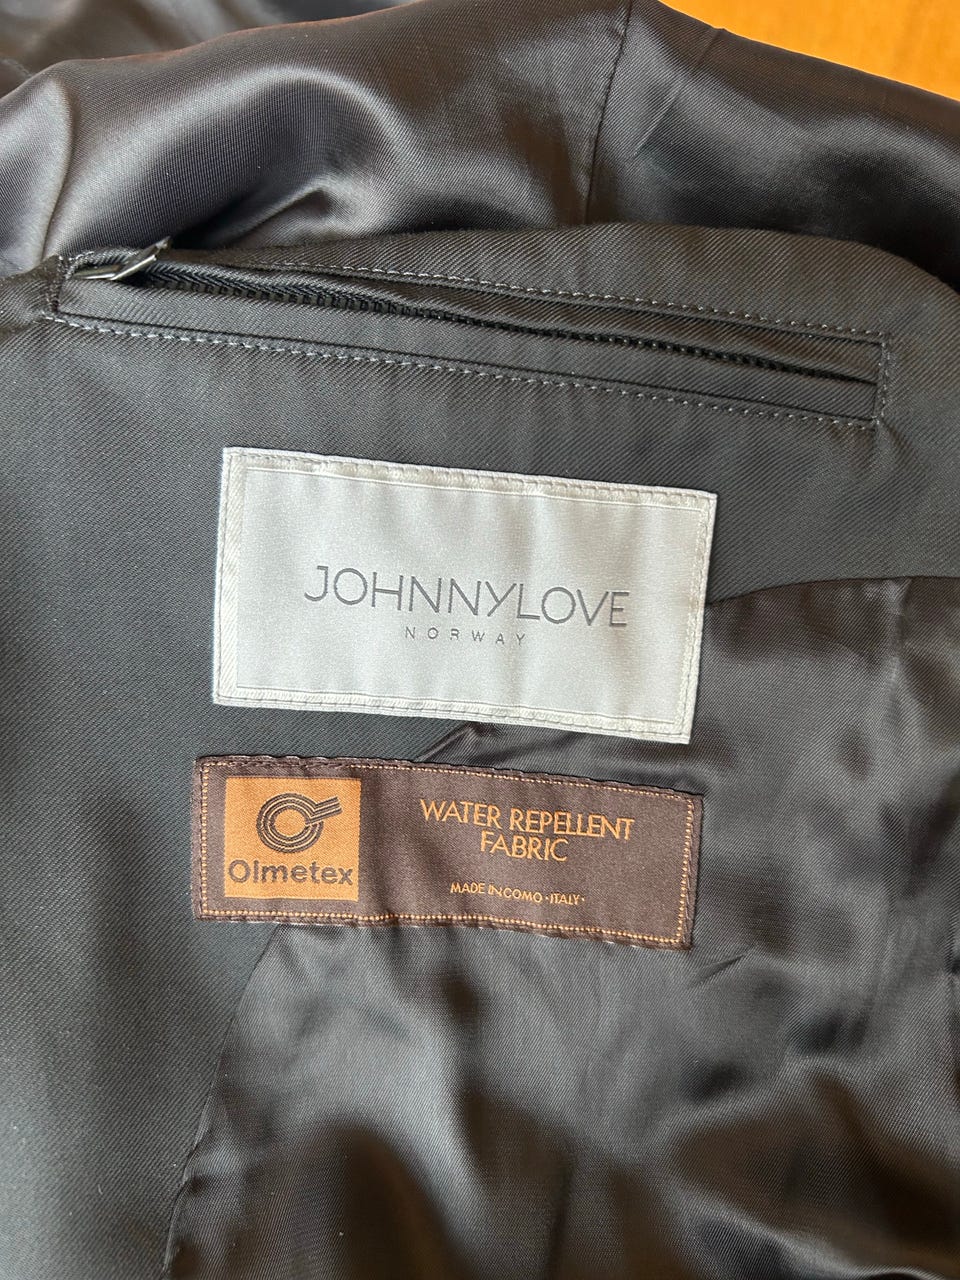 JOHNNYLOVE
NORWAY
Olmetex
WATER REPELLENT
FABRIC
MADE IN COMO · ITALY ·